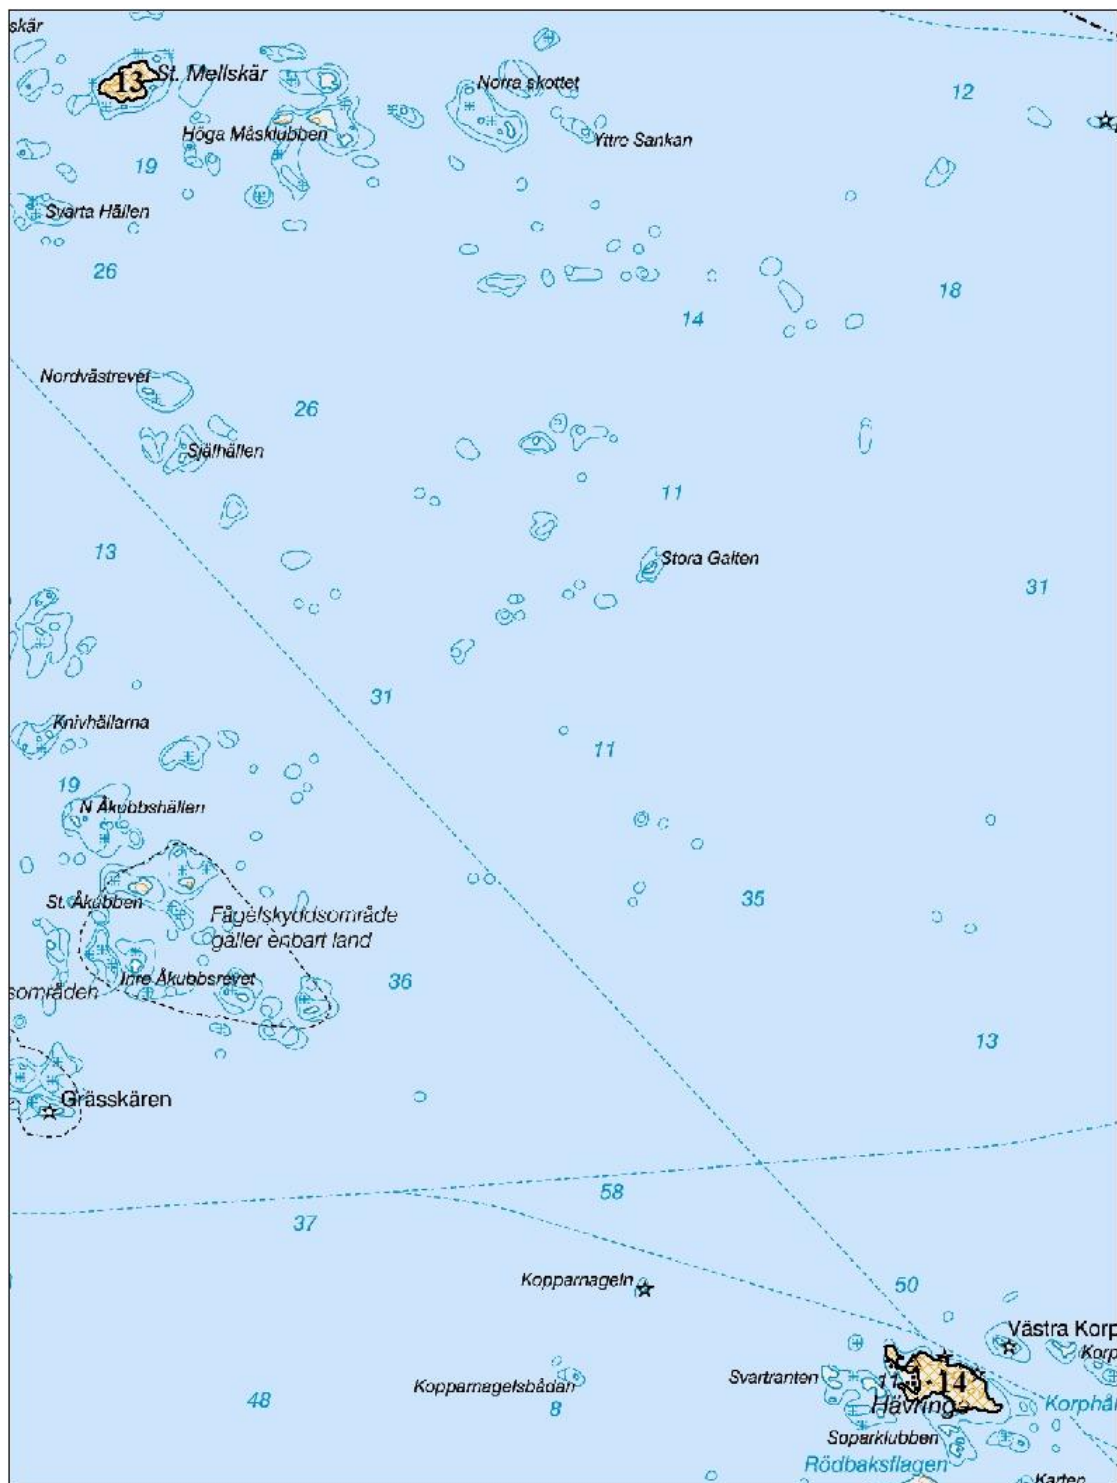 skär
13
St. Mellskär
Norra skottet
12
Höga Måsklubben
Yttre Sankan
19
Svarta Hällen
26
18
14
Nordvästrevet
26
Själhällen
11
13
Stora Galten
31
31
Knivhällarna
11
19
N Åkubbshällen
35
St. Åkubben
Fågelskyddsområde
gäller enbart land
Inre Åkubbsrevet
36
sområden
13
Grässkären
58
37
Kopparnageln
50
Västra Korp
Korp
Svartranten
14
Kopparnagelsbådan
48
8
Hävringe
Korphål
Soparklubben
Rödbaksflagen
Karten